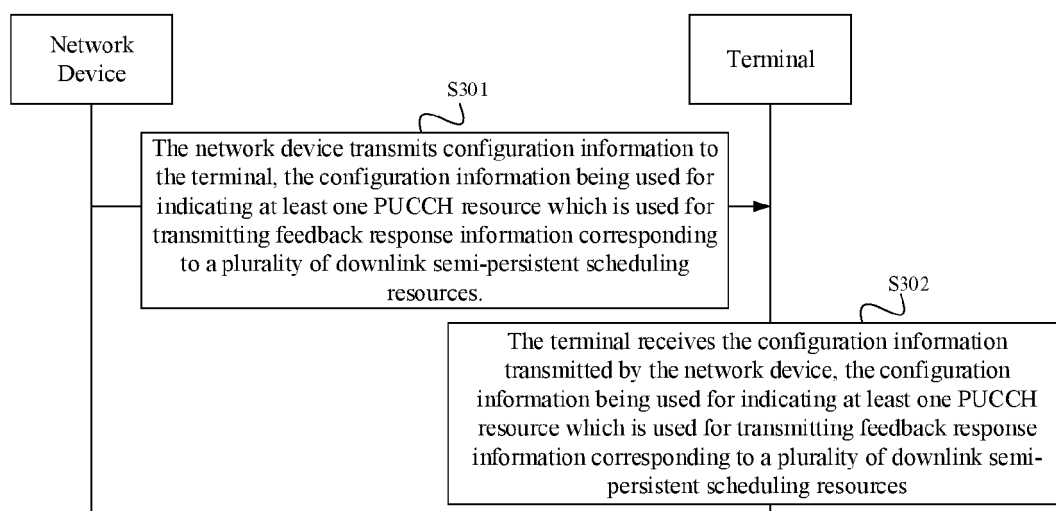 Network
Device
Terminal
S301
The network device transmits configuration information to
the terminal, the configuration information being used for
indicating at least one PUCCH resource which is used for
transmitting feedback response information corresponding
to a plurality of downlink semi-persistent scheduling
resources.
S302
The terminal receives the configuration information
transmitted by the network device, the configuration
information being used for indicating at least one PUCCH
resource which is used for transmitting feedback response
information corresponding to a plurality of downlink semi-
persistent scheduling resources